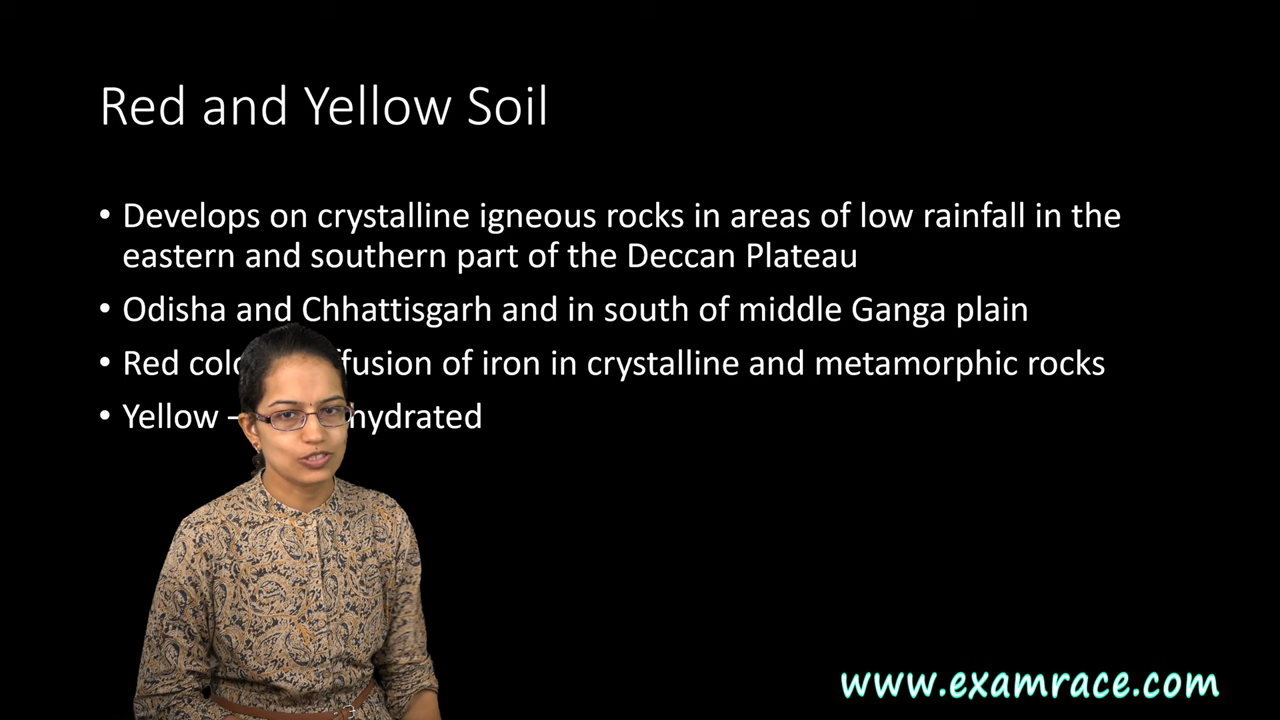 Red and Yellow Soil
• Develops on crystalline igneous rocks in areas of low rainfall in the
eastern and southern part of the Deccan Plateau
• Odisha and Chhattisgarh and in south of middle Ganga plain
• Red of iron in crystalline and metamorphic rocks
• Yellow – hydrated
www.examrace.com